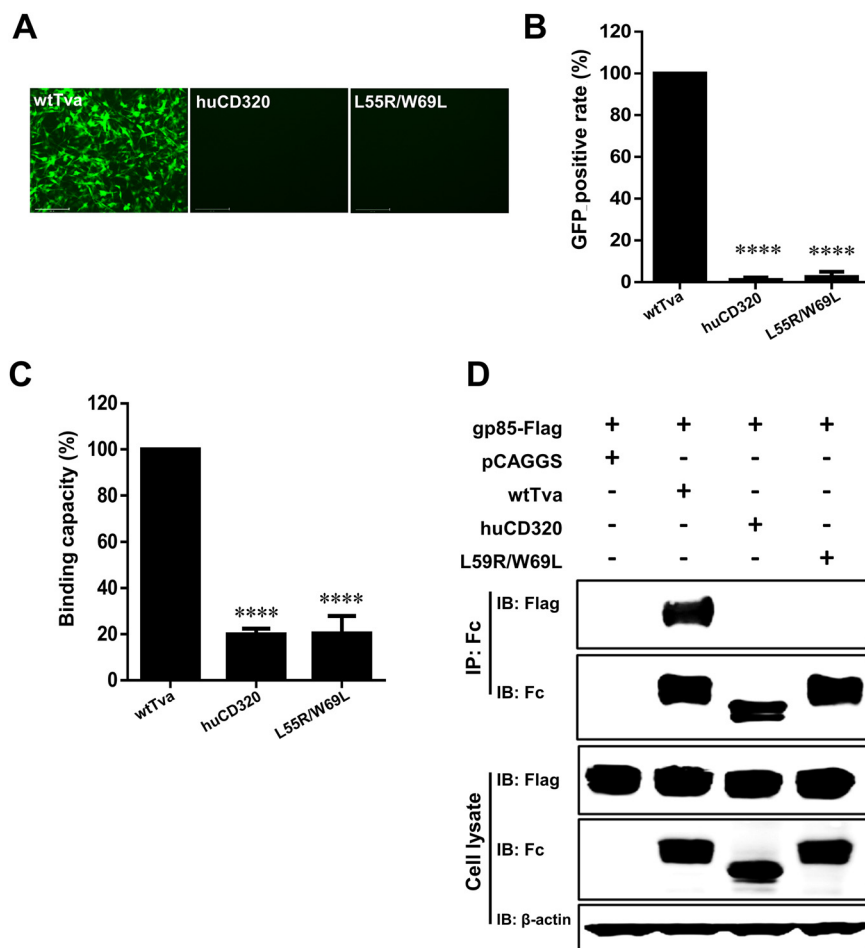 A
wtTva
huCD320
L55R/W69L
B
GFP positive rate (%)
120
100
80
60
40
20
0
****
****
wtTva
huCD320
L55R/W69L
C
Binding capacity (%)
120
100
80
60
40
20
0
****
****
wtTva
huCD320
L55R/W69L
D
gp85-Flag + + + +
pCAGGS + - - -
wtTva - + - -
huCD320 - - + -
L59R/W69L - - - +
IP: Fc
IB: Flag
IB: Fc
Cell lysate
IB: Flag
IB: Fc
IB: β-actin